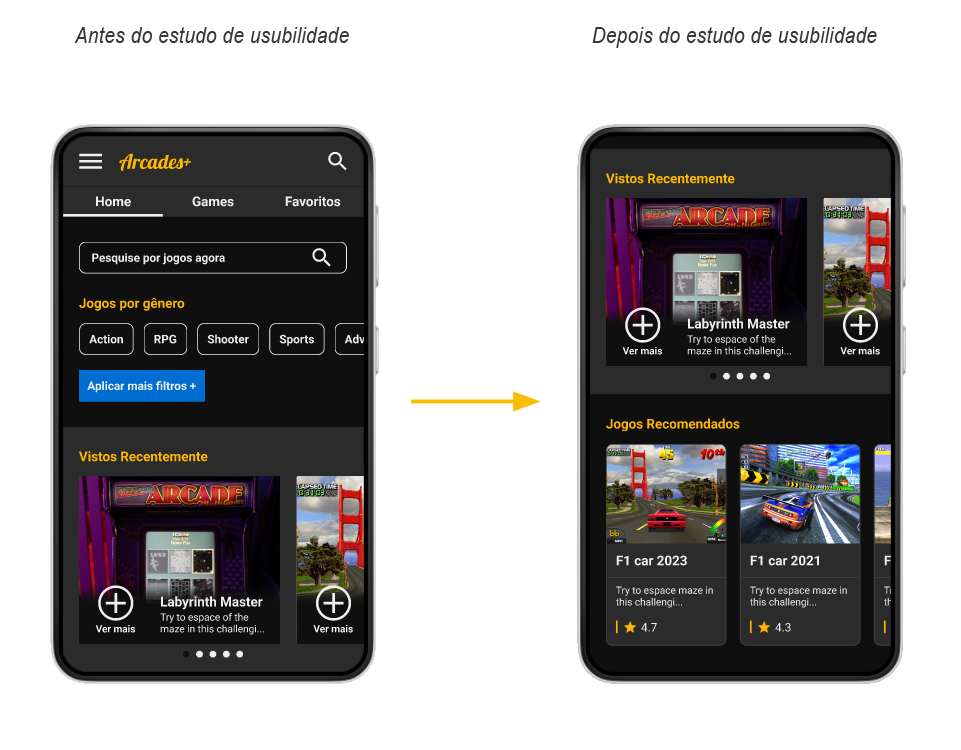 Antes do estudo de usubilidade
Depois do estudo de usubilidade
Arcades+
Home
Games
Favoritos
Pesquise por jogos agora
Jogos por gênero
Action
RPG
Shooter
Sports
Adv
Aplicar mais filtros +
Vistos Recentemente
ARCADE
ELAPSED TIME
Labyrinth Master
Ver mais
Try to espace of the
maze in this challengi...
Ver mais
Vistos Recentemente
ARCADE
ELAPSED TIME
Labyrinth Master
Ver mais
Try to espace of the
maze in this challengi...
Ver mais
Jogos Recomendados
45
10th
F1 car 2023
Try to espace maze in
this challengi...
4.7
F1 car 2021
Try to espace maze in
this challengi...
4.3
F
Tr
th